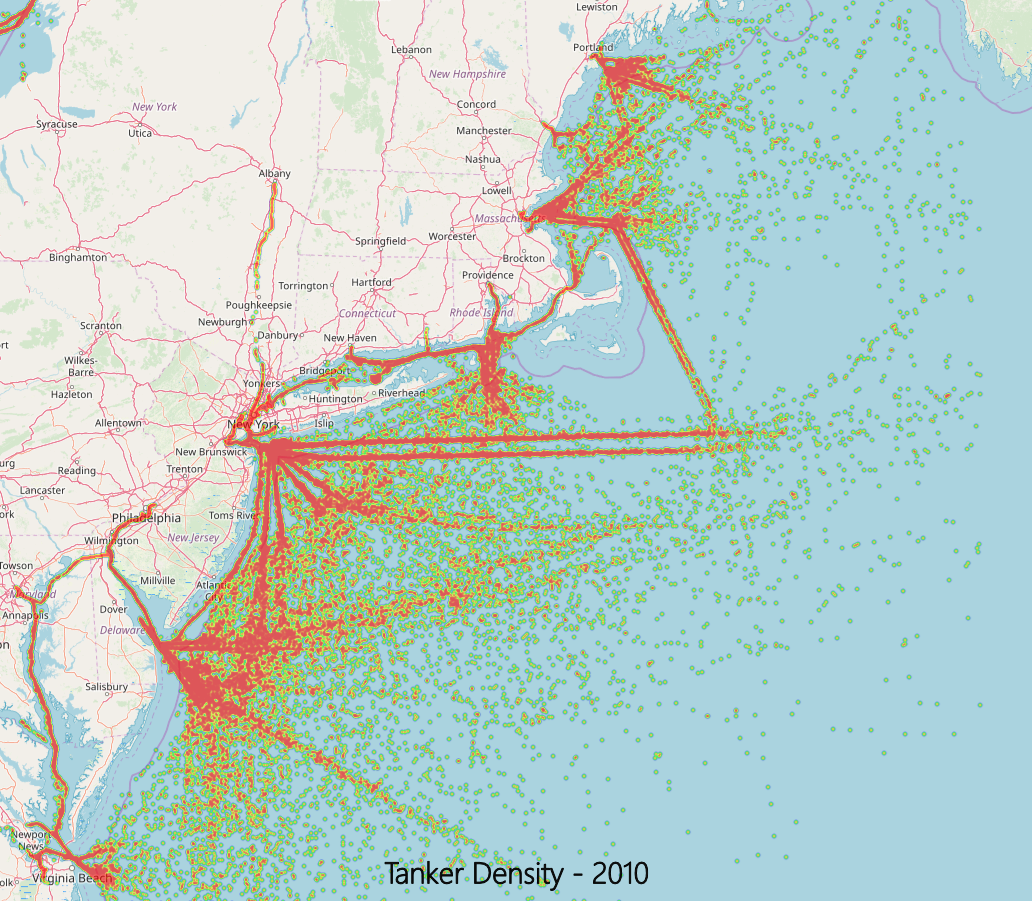 Lewiston
Portland
Lebanon
New Hampshire
Concord
New York
Syracuse
Utica
Manchester
Nashua
Albany
Lowell
Massachusetts
Worcester
Springfield
Binghamton
Brockton
Providence
Torrington
Hartford
Poughkeepsie
Connecticut
Rhode Island
Newburgh
Scranton
Danbury
New Haven
Wilkes-
Barre
Bridgeport
Yonkers
Hazleton
Huntington
Riverhead
Allentown
New York
Islip
New Brunswick
Reading
Trenton
Lancaster
Philadelphia
Toms River
New Jersey
Wilmington
Towson
Millville
Atlantic
City
Maryland
Annapolis
Dover
Delaware
Salisbury
Newport
News
Virginia Beach
Tanker Density - 2010